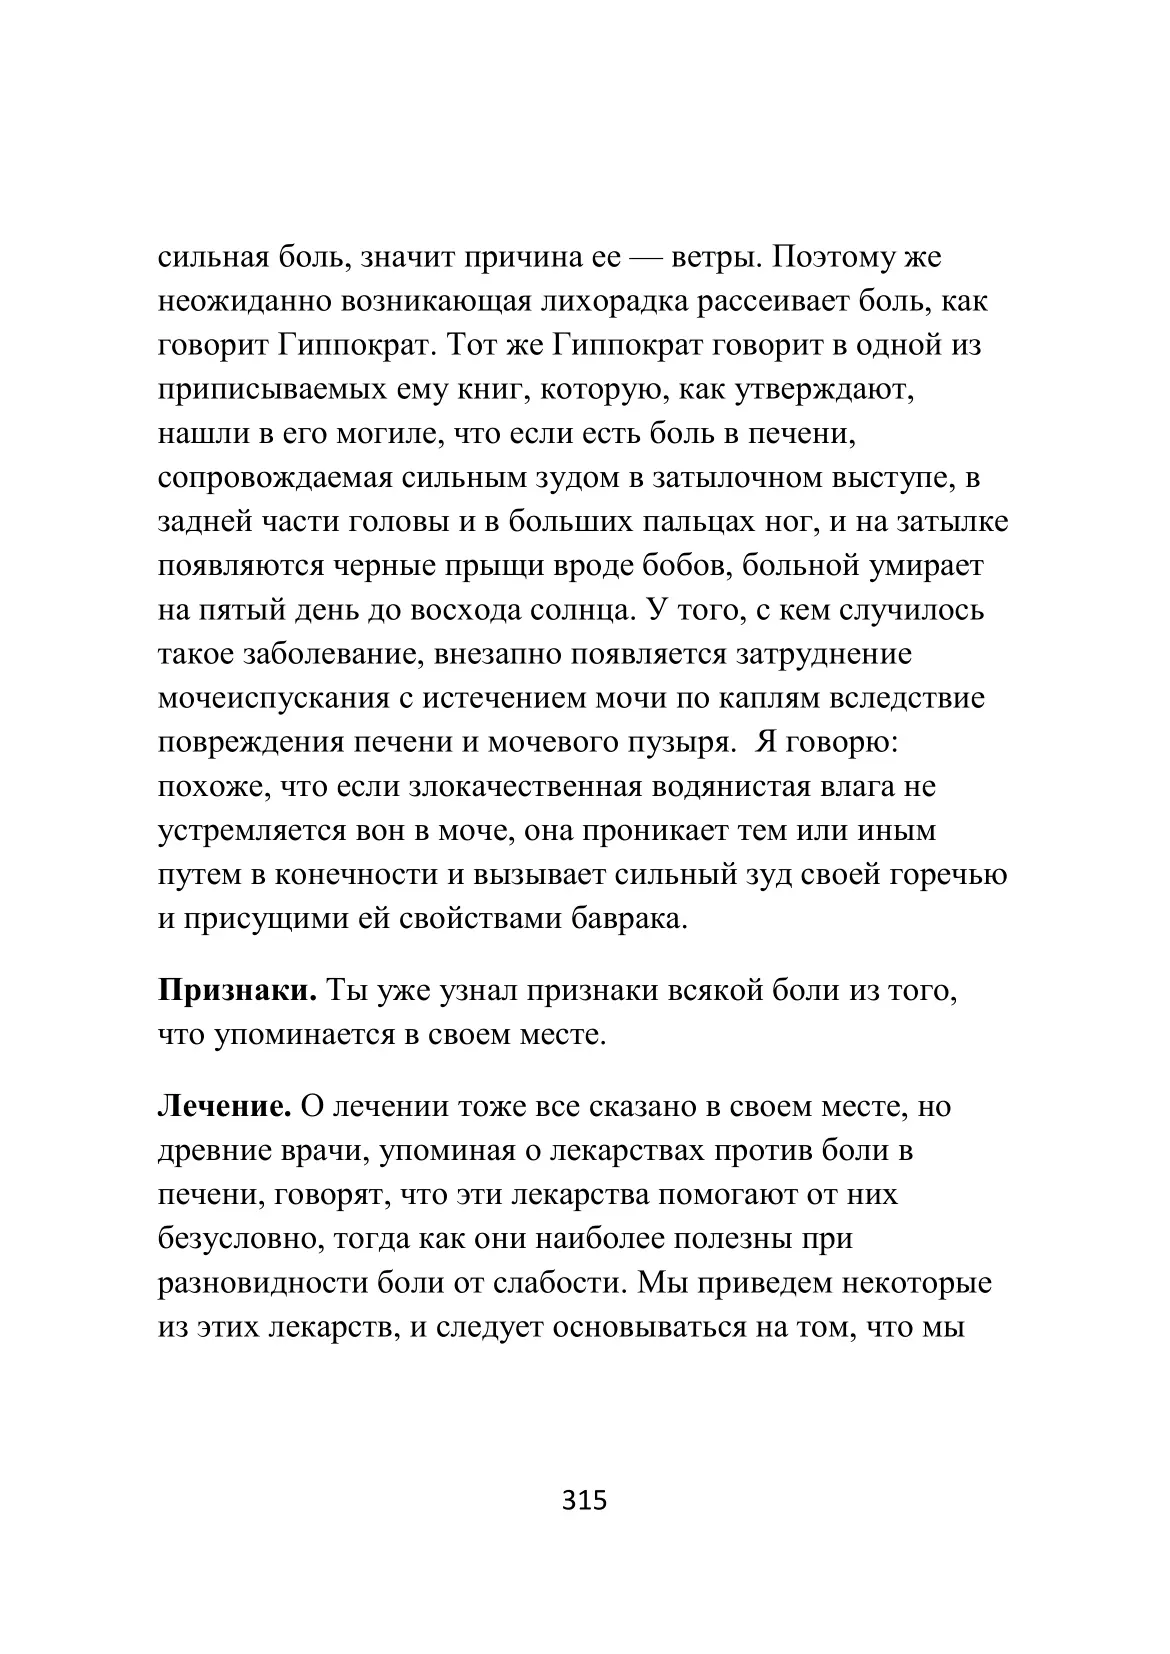 сильная боль, значит причина ее — ветры. Поэтому же
неожиданно возникающая лихорадка рассеивает боль, как
говорит Гиппократ. Тот же Гиппократ говорит в одной из
приписываемых ему книг, которую, как утверждают,
нашли в его могиле, что если есть боль в печени,
сопровождаемая сильным зудом в затылочном выступе, в
задней части головы и в больших пальцах ног, и на затылке
появляются черные прыщи вроде бобов, больной умирает
на пятый день до восхода солнца. У того, с кем случилось
такое заболевание, внезапно появляется затруднение
мочеиспускания с истечением мочи по каплям вследствие
повреждения печени и мочевого пузыря.  Я говорю:
похоже, что если злокачественная водянистая влага не
устремляется вон в моче, она проникает тем или иным
путем в конечности и вызывает сильный зуд своей горечью
и присущими ей свойствами баврака.
Признаки. Ты уже узнал признаки всякой боли из того,
что упоминается в своем месте.
Лечение. О лечении тоже все сказано в своем месте, но
древние врачи, упоминая о лекарствах против боли в
печени, говорят, что эти лекарства помогают от них
безусловно, тогда как они наиболее полезны при
разновидности боли от слабости. Мы приведем некоторые
из этих лекарств, и следует основываться на том, что мы
315